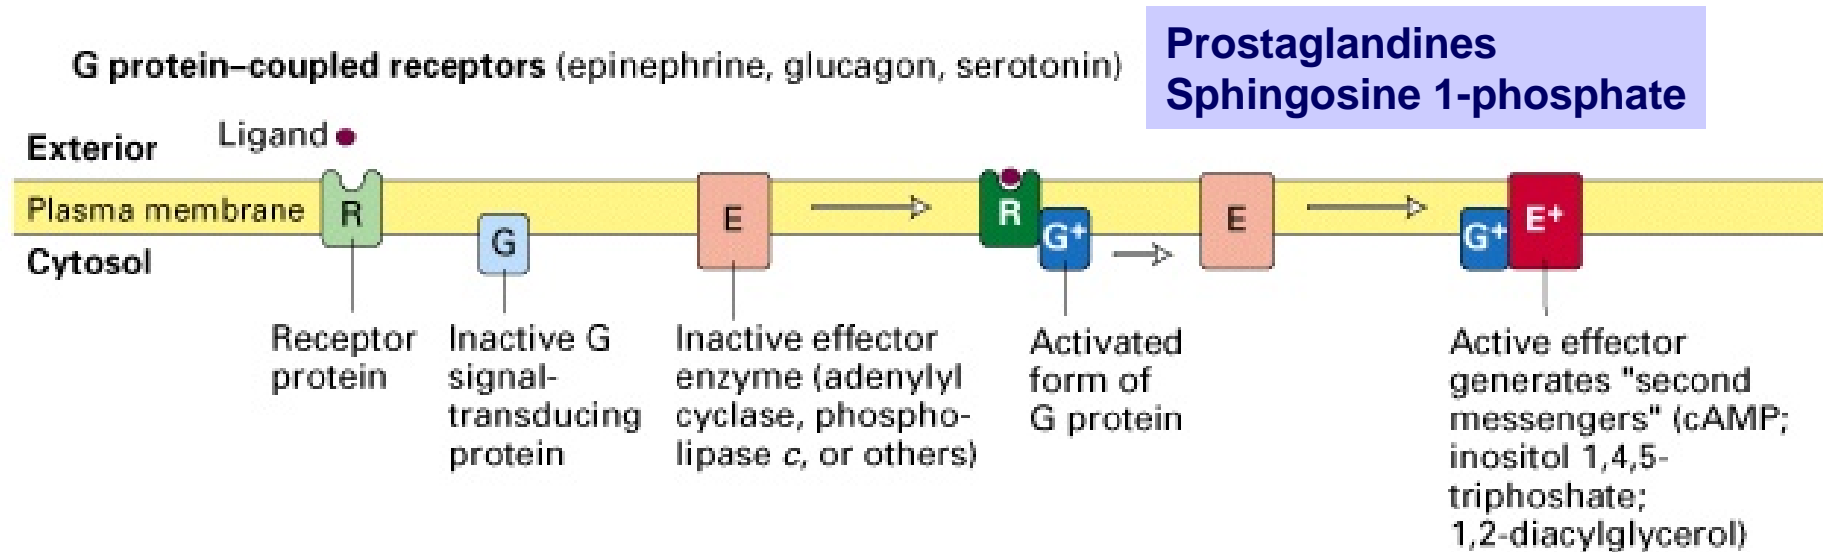 G protein–coupled receptors (epinephrine, glucagon, serotonin)
Prostaglandines
Sphingosine 1-phosphate
Exterior
Ligand
Plasma membrane
R
G
E
R
G+
E
G+
E+
Cytosol
Receptor
protein
Inactive G
signal-
transducing
protein
Inactive effector
enzyme (adenylyl
cyclase, phospho-
lipase c, or others)
Activated
form of
G protein
Active effector
generates "second
messengers" (cAMP;
inositol 1,4,5-
triphoshate;
1,2-diacylglycerol)